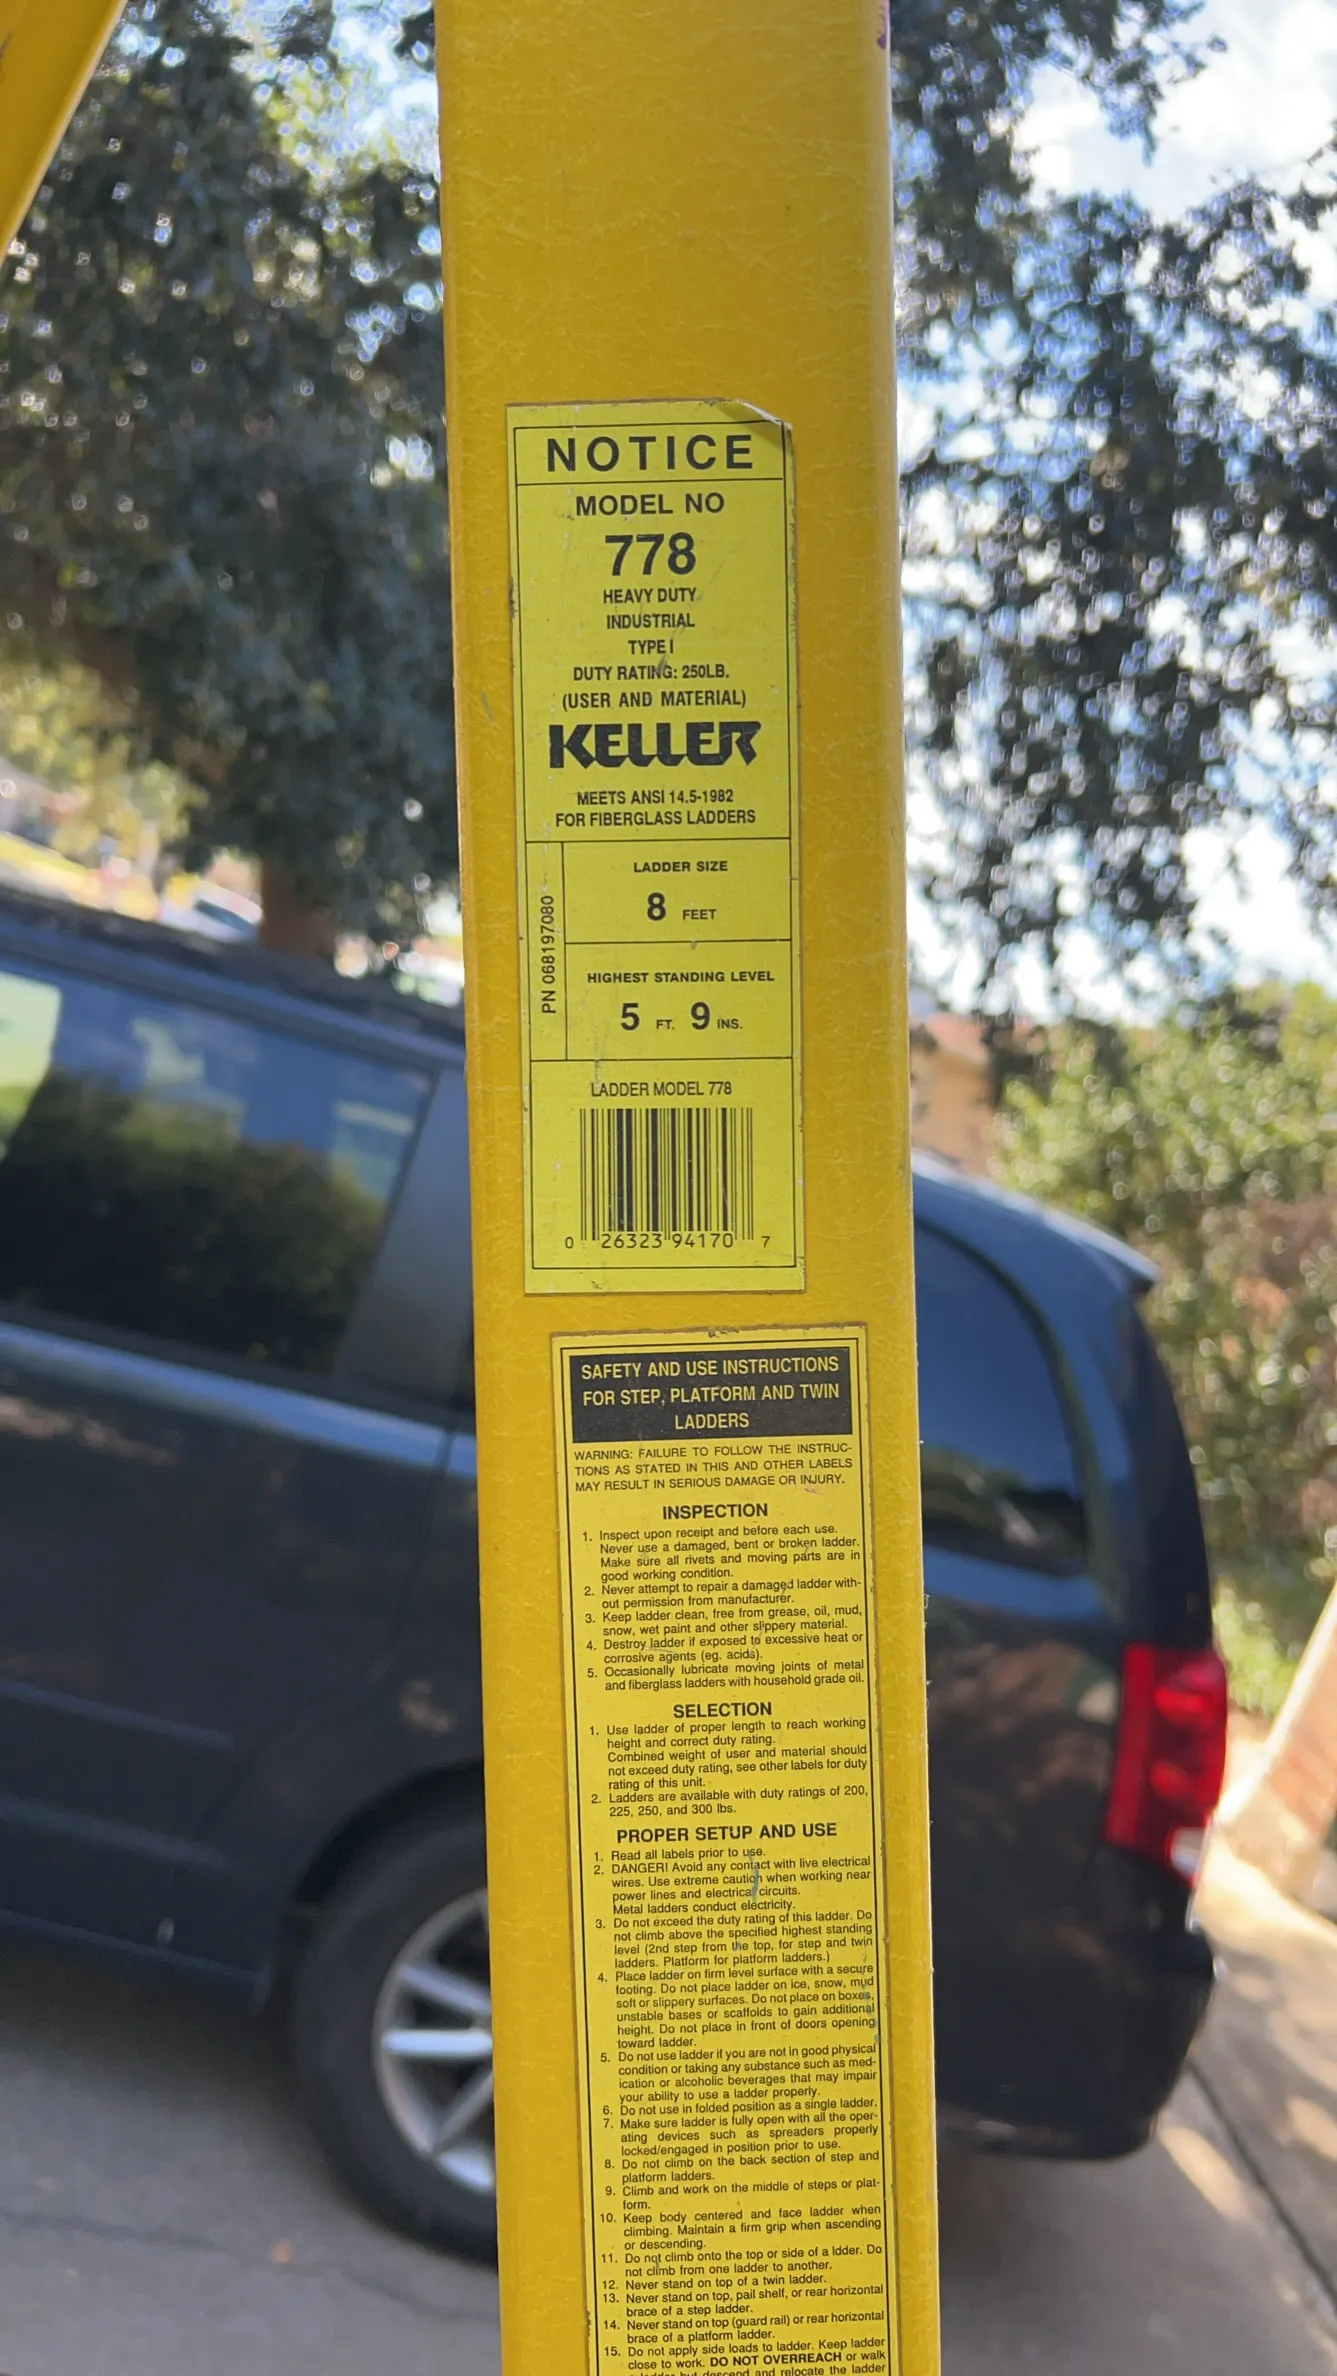 NOTICE
MODEL NO
778
HEAVY DUTY
INDUSTRIAL
TYPE I
DUTY RATING: 250LB.
(USER AND MATERIAL)
KELLER
MEETS ANSI 14.5-1982
FOR FIBERGLASS LADDERS
PN 068197080
LADDER SIZE
8 FEET
HIGHEST STANDING LEVEL
5 FT. 9 INS.
LADDER MODEL 778
0 26323 94170 7
SAFETY AND USE INSTRUCTIONS
FOR STEP, PLATFORM AND TWIN
LADDERS
WARNING: FAILURE TO FOLLOW THE INSTRUC-
TIONS AS STATED IN THIS AND OTHER LABELS
MAY RESULT IN SERIOUS DAMAGE OR INJURY.
INSPECTION
1. Inspect upon receipt and before each use.
Never use a damaged, bent or broken ladder.
Make sure all rivets and moving parts are in
good working condition.
2. Never attempt to repair a damaged ladder with-
out permission from manufacturer.
3. Keep ladder clean, free from grease, oil, mud,
snow, wet paint and other slippery material.
4. Destroy ladder if exposed to excessive heat or
corrosive agents (eg. acids).
5. Occasionally lubricate moving joints of metal
and fiberglass ladders with household grade oil.
SELECTION
1. Use ladder of proper length to reach working
height and correct duty rating.
Combined weight of user and material should
not exceed duty rating, see other labels for duty
rating of this unit.
2. Ladders are available with duty ratings of 200,
225, 250, and 300 lbs.
PROPER SETUP AND USE
1. Read all labels prior to use.
2. DANGER! Avoid any contact with live electrical
wires. Use extreme caution when working near
power lines and electrical circuits.
Metal ladders conduct electricity.
3. Do not exceed the duty rating of this ladder. Do
not climb above the specified highest standing
level (2nd step from the top, for step and twin
ladders. Platform for platform ladders.)
4. Place ladder on firm level surface with a secure
footing. Do not place ladder on ice, snow, mud
soft or slippery surfaces. Do not place on boxes,
unstable bases or scaffolds to gain additional
height. Do not place in front of doors opening
toward ladder.
5. Do not use ladder if you are not in good physical
condition or taking any substance such as med-
ication or alcoholic beverages that may impair
your ability to use a ladder properly.
6. Do not use in folded position as a single ladder.
7. Make sure ladder is fully open with all the oper-
ating devices such as spreaders properly
locked/engaged in position prior to use.
8. Do not climb on the back section of step and
platform ladders.
9. Climb and work on the middle of steps or plat-
form.
10. Keep body centered and face ladder when
climbing. Maintain a firm grip when ascending
or descending.
11. Do not climb onto the top or side of a ldder. Do
not climb from one ladder to another.
12. Never stand on top of a twin ladder.
13. Never stand on top, pail shelf, or rear horizontal
brace of a step ladder.
14. Never stand on top (guard rail) or rear horizontal
brace of a platform ladder.
15. Do not apply side loads to ladder. Keep ladder
close to work. DO NOT OVERREACH or walk
a ladder but descend and relocate the ladder